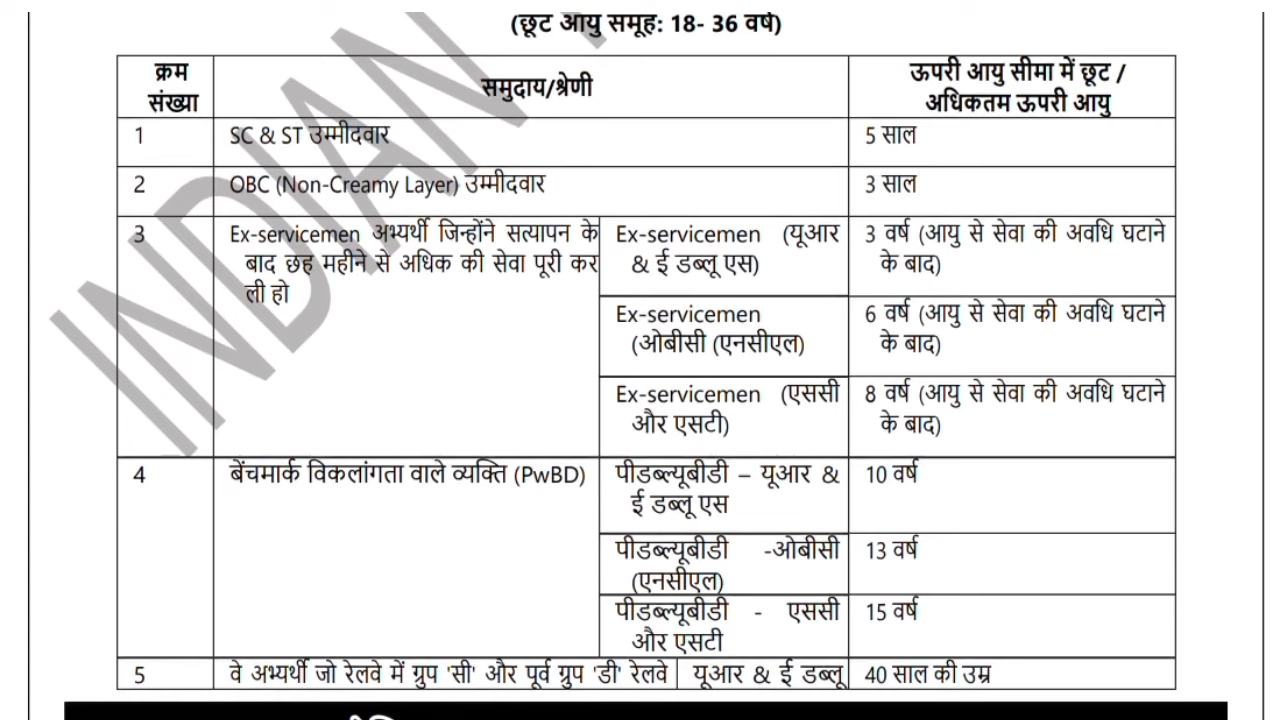 (छूट आयु समूह: 18- 36 वर्ष)
क्रम संख्या
समुदाय/श्रेणी
ऊपरी आयु सीमा में छूट /
अधिकतम ऊपरी आयु
1
SC & ST उम्मीदवार
5 साल
2
OBC (Non-Creamy Layer) उम्मीदवार
3 साल
3
Ex-servicemen अभ्यर्थी जिन्होंने सत्यापन के
बाद छह महीने से अधिक की सेवा पूरी कर
ली हो
Ex-servicemen (यूआर
& ई डब्लू एस)
3 वर्ष (आयु से सेवा की अवधि घटाने
के बाद)
Ex-servicemen
(ओबीसी (एनसीएल)
6 वर्ष (आयु से सेवा की अवधि घटाने
के बाद)
Ex-servicemen (एससी
और एसटी)
8 वर्ष (आयु से सेवा की अवधि घटाने
के बाद)
4
बेंचमार्क विकलांगता वाले व्यक्ति (PwBD)
पीडब्ल्यूबीडी – यूआर &
ई डब्लू एस
10 वर्ष
पीडब्ल्यूबीडी -ओबीसी
(एनसीएल)
13 वर्ष
पीडब्ल्यूबीडी - एससी
और एसटी
15 वर्ष
5
वे अभ्यर्थी जो रेलवे में ग्रुप 'सी' और पूर्व ग्रुप 'डी' रेलवे
यूआर & ई डब्लू
40 साल की उम्र
INDIAN